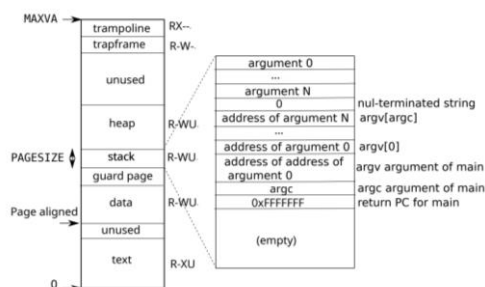 MAXVA
trampoline RX--
trapframe R-W-
unused
heap R-WU
PAGESIZE stack R-WU
guard page
data R-WU
Page aligned
unused
text R-XU
0
argument 0
...
argument N
0 nul-terminated string
address of argument N argv[argc]
...
address of argument 0 argv[0]
address of address of
argument 0 argv argument of main
argc argc argument of main
0xFFFFFFF return PC for main
(empty)